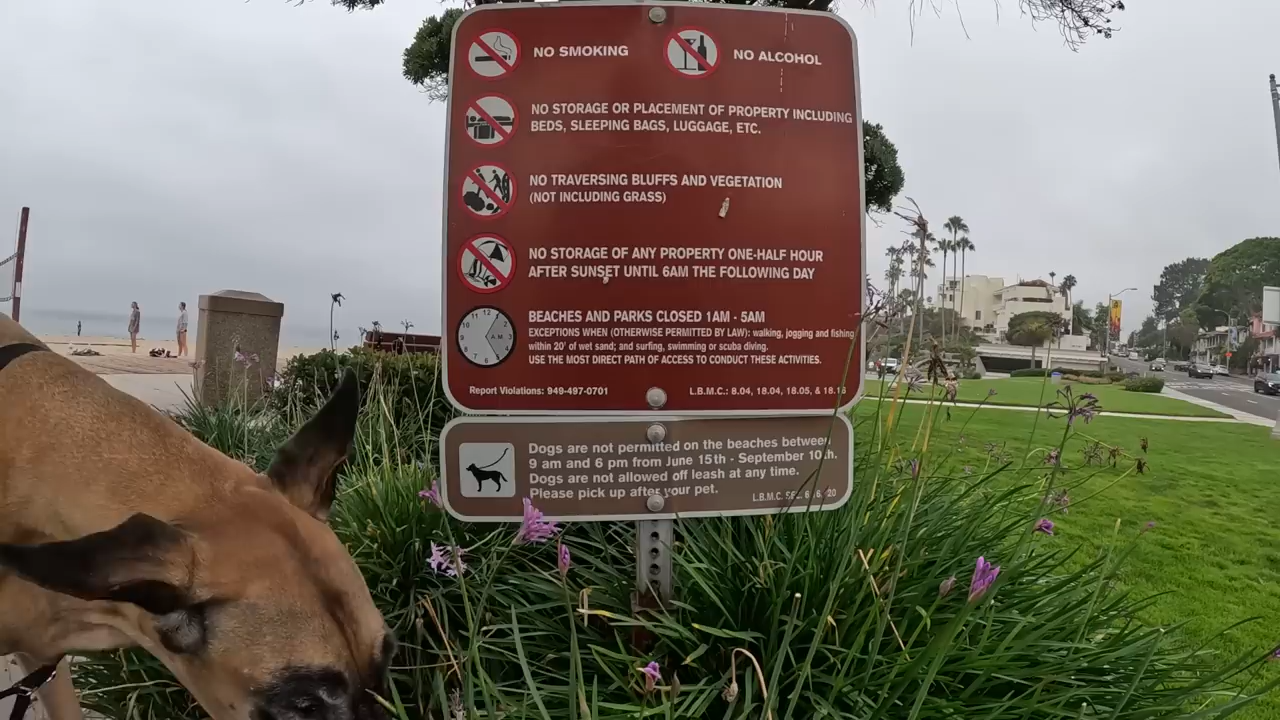 NO SMOKING
NO ALCOHOL
NO STORAGE OR PLACEMENT OF PROPERTY INCLUDING
BEDS, SLEEPING BAGS, LUGGAGE, ETC.
NO TRAVERSING BLUFFS AND VEGETATION
(NOT INCLUDING GRASS)
NO STORAGE OF ANY PROPERTY ONE-HALF HOUR
AFTER SUNSET UNTIL 6AM THE FOLLOWING DAY
BEACHES AND PARKS CLOSED 1AM - 5AM
EXCEPTIONS WHEN (OTHERWISE PERMITTED BY LAW): walking, jogging and fishing
within 20' of wet sand; and surfing, swimming or scuba diving.
USE THE MOST DIRECT PATH OF ACCESS TO CONDUCT THESE ACTIVITIES.
Report Violations: 949-497-0701
L.B.M.C.: 8.04, 18.04, 18.05, & 18.18
Dogs are not permitted on the beaches between
9 am and 6 pm from June 15th - September 10th.
Dogs are not allowed off leash at any time.
Please pick up after your pet.
L.B.M.C. SEC.